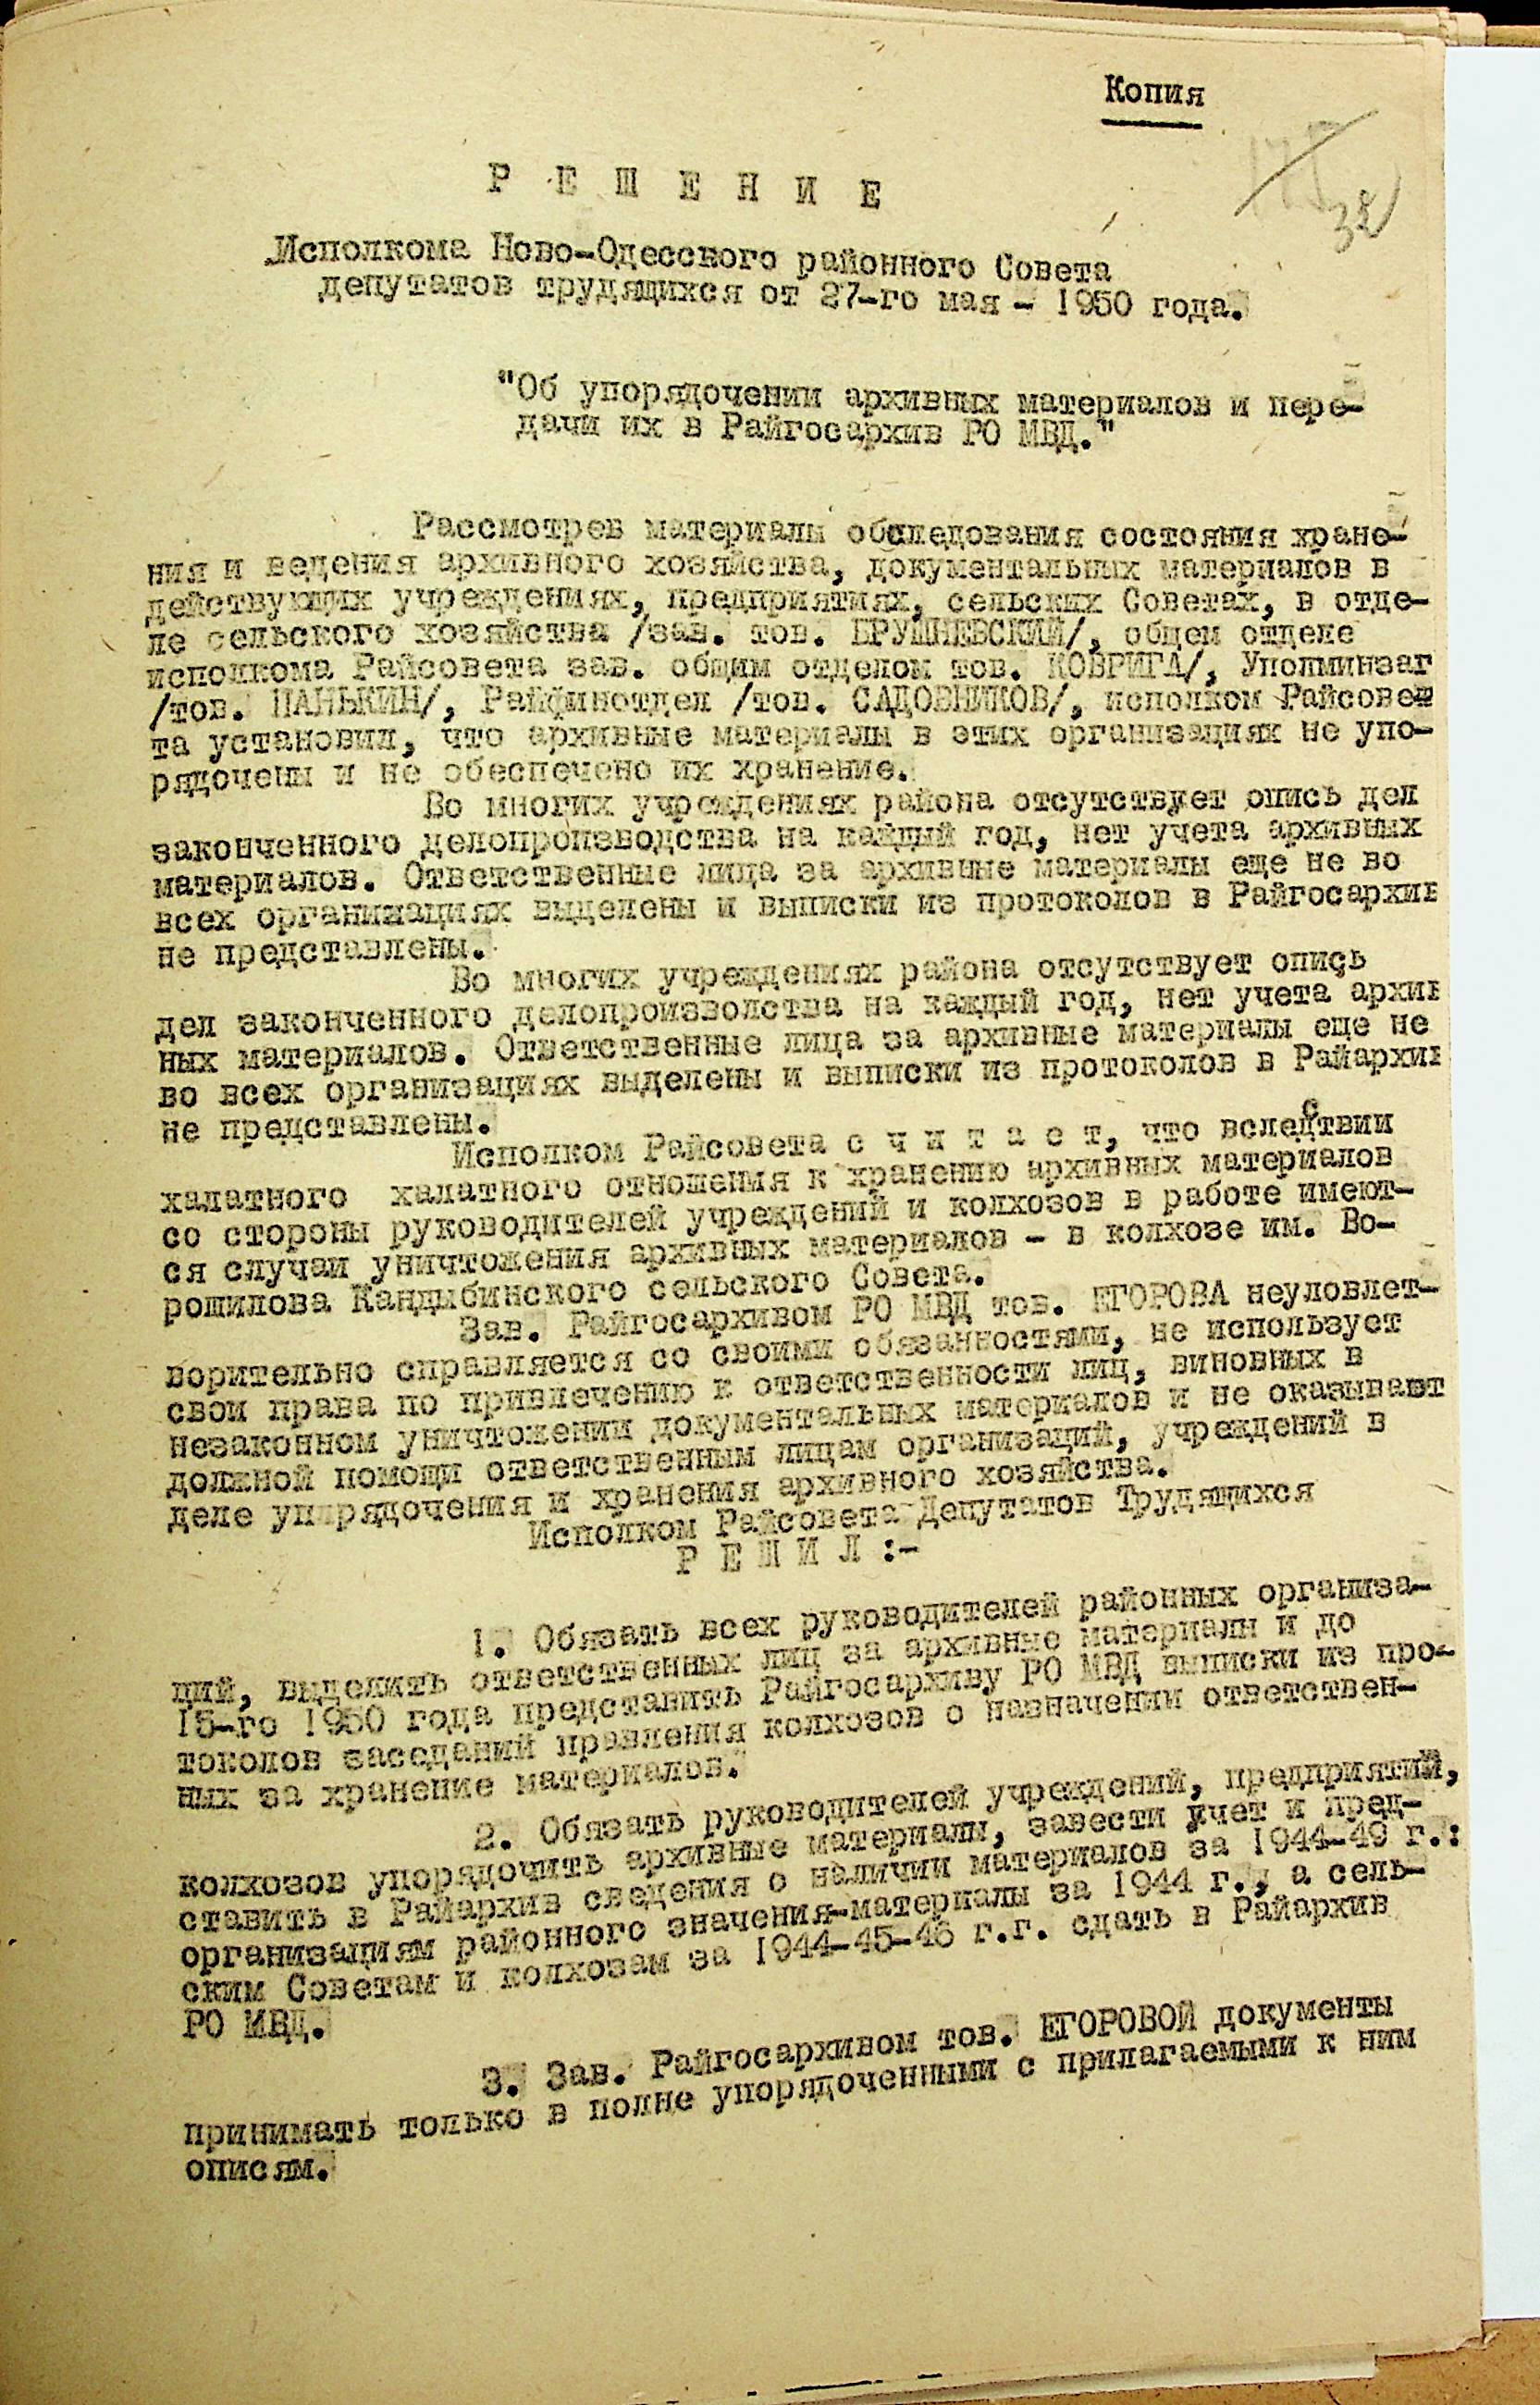 Копия
32
Р Е Ш Е Н И Е
Исполкома Ново-Одесского районного Совета
депутатов трудящихся от 27-го мая - 1950 года.
"Об упорядочении архивных материалов и пере-
дачи их в Райгосархив РО МВД."
Рассмотрев материалы обследования состояния хране-
ния и ведения архивного хозяйства, документальных материалов в
действующих учреждениях, предприятиях, сельских Советах, в отде-
ле сельского хозяйства /зав. тов. БРУШНЕВСКИЙ/, общем отделе
исполкома Райсовета зав. общим отделом тов. КОВРИГА/, Уполминзаг
/тов. ПАНЬКИН/, Райфинотдел /тов. САДОВНИКОВ/, исполком Райсове
та установил, что архивные материалы в этих организациях не упо-
рядочены и не обеспечено их хранение.
Во многих учреждениях района отсутствует опись дел
законченного делопроизводства на каждый год, нет учета архивных
материалов. Ответственные лица за архивные материалы еще не во
всех организациях выделены и выписки из протоколов в Райгосархив
не представлены.
Во многих учреждениях района отсутствует опись
дел законченного делопроизволства на каждый год, нет учета архив
ных материалов. Ответственные лица за архивные материалы еще не
во всех организациях выделены и выписки из протоколов в Райархив
не представлены.
Исполком Райсовета с ч и т а е т, что вследствии
халатного халатного отношения к хранению архивных материалов
со стороны руководителей учреждений и колхозов в работе имеют-
ся случаи уничтожения архивных материалов - в колхозе им. Во-
рошилова Кандыбинского сельского Совета.
Зав. Райгосархивом РО МВД тов. ЕГОРОВА неуловлет-
ворительно справляется со своими обязанностями, не использует
свои права по привлечению к ответственности лиц, виновных в
незаконном уничтожении документальных материалов и не оказывает
должной помощи ответственным лицам организаций, учреждений в
деле упорядочения и хранения архивного хозяйства.
Исполком Райсовета Депутатов Трудящихся
Р Е Ш И Л :-
1. Обязать всех руководителей районных организа-
ций, выделить ответственных лиц за архивные материалы и до
15-го 1950 года представить Райгосархиву РО МВД выписки из про-
токолов заседаний правления колхозов о назначении ответствен-
ных за хранение материалов.
2. Обязать руководителей учреждений, предприятий,
колхозов упорядочить архивные материалы, завести учет и пред-
ставить в Райархив сведения о наличии материалов за 1944-49 г.:
организациям районного значения-материалы за 1944 г., а сель-
ским Советам и колхозам за 1944-45-46 г.г. сдать в Райархив
РО МВД.
3. Зав. Райгосархивом тов. ЕГОРОВОЙ документы
принимать только в полне упорядоченными с прилагаемыми к ним
описям.